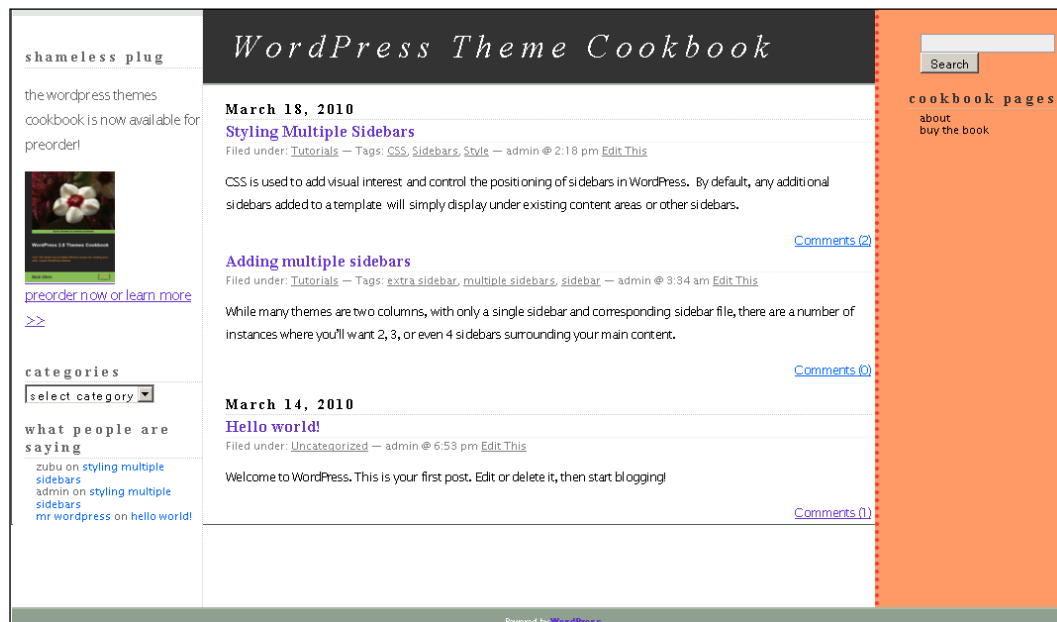 shameless plug
the wordpress themes
cookbook is now available for
preorder!
WordPress 2.8 Themes Cookbook
preorder now or learn more
>>
categories
select category
what people are
saying
zubu on styling multiple
sidebars
admin on styling multiple
sidebars
mr wordpress on hello world!
WordPress Theme Cookbook
March 18, 2010
Styling Multiple Sidebars
Filed under: Tutorials — Tags: CSS, Sidebars, Style — admin @ 2:18 pm Edit This
CSS is used to add visual interest and control the positioning of sidebars in WordPress. By default, any additional
sidebars added to a template will simply display under existing content areas or other sidebars.
Comments (2)
Adding multiple sidebars
Filed under: Tutorials — Tags: extra sidebar, multiple sidebars, sidebar — admin @ 3:34 am Edit This
While many themes are two columns, with only a single sidebar and corresponding sidebar file, there are a number of
instances where you'll want 2, 3, or even 4 sidebars surrounding your main content.
Comments (0)
March 14, 2010
Hello world!
Filed under: Uncategorized — admin @ 6:53 pm Edit This
Welcome to WordPress. This is your first post. Edit or delete it, then start blogging!
Comments (1)
Search
cookbook pages
about
buy the book
Powered by WordPress